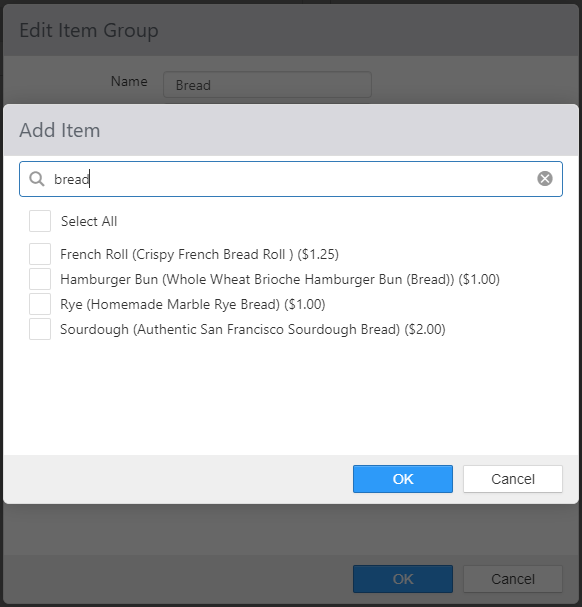 Edit Item Group
Name Bread
Add Item
bread
Select All
French Roll (Crispy French Bread Roll ) ($1.25)
Hamburger Bun (Whole Wheat Brioche Hamburger Bun (Bread)) ($1.00)
Rye (Homemade Marble Rye Bread) ($1.00)
Sourdough (Authentic San Francisco Sourdough Bread) ($2.00)
OK Cancel
OK Cancel